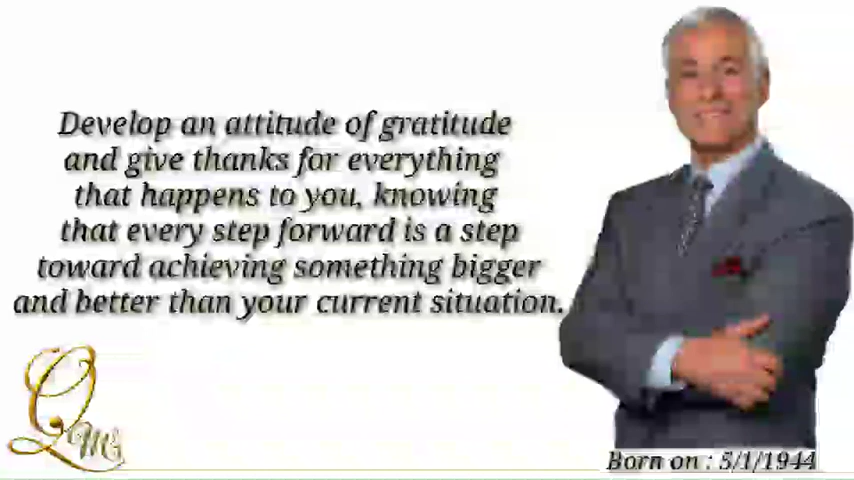 Develop an attitude of gratitude
and give thanks for everything
that happens to you, knowing
that every step forward is a step
toward achieving something bigger
and better than your current situation.
Born on : 5/1/1944